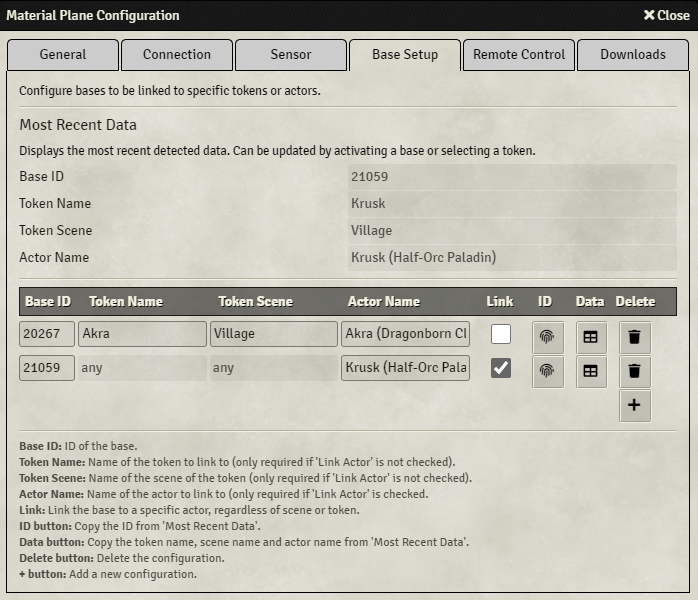 Material Plane Configuration
Close
General Connection Sensor Base Setup Remote Control Downloads
Configure bases to be linked to specific tokens or actors.
Most Recent Data
Displays the most recent detected data. Can be updated by activating a base or selecting a token.
Base ID 21059
Token Name Krusk
Token Scene Village
Actor Name Krusk (Half-Orc Paladin)
Base ID Token Name Token Scene Actor Name Link ID Data Delete
20267 Akra Village Akra (Dragonborn Cl
21059 any any Krusk (Half-Orc Pala
Base ID: ID of the base.
Token Name: Name of the token to link to (only required if 'Link Actor' is not checked).
Token Scene: Name of the scene of the token (only required if 'Link Actor' is not checked).
Actor Name: Name of the actor to link to (only required if 'Link Actor' is checked.
Link: Link the base to a specific actor, regardless of scene or token.
ID button: Copy the ID from 'Most Recent Data'.
Data button: Copy the token name, scene name and actor name from 'Most Recent Data'.
Delete button: Delete the configuration.
+ button: Add a new configuration.